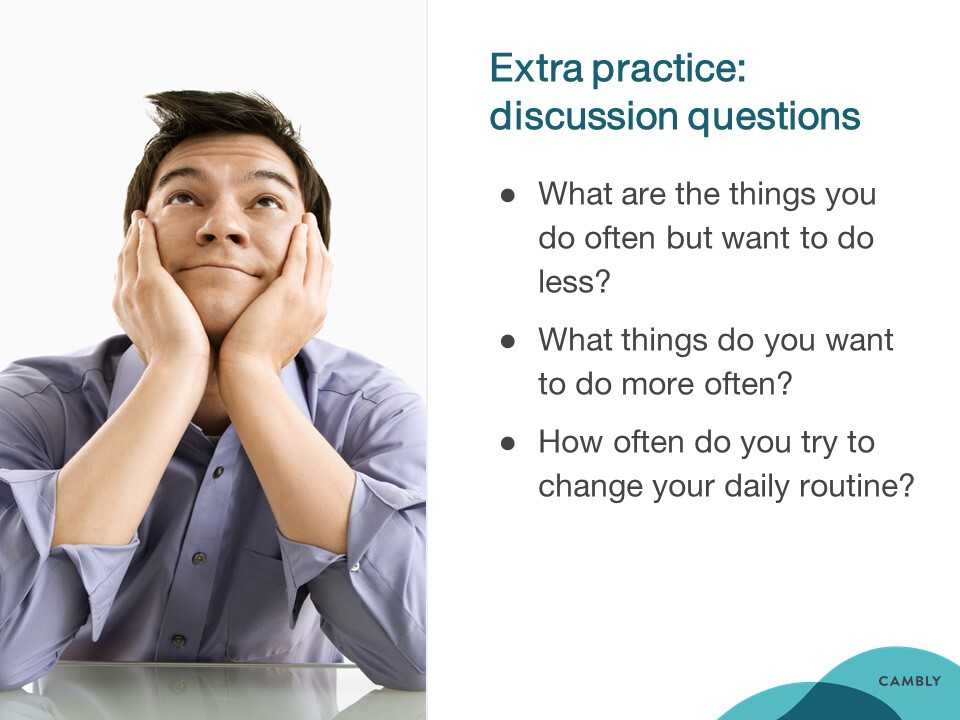 Extra practice:
discussion questions
● What are the things you
do often but want to do
less?
● What things do you want
to do more often?
● How often do you try to
change your daily routine?
CAMBLY